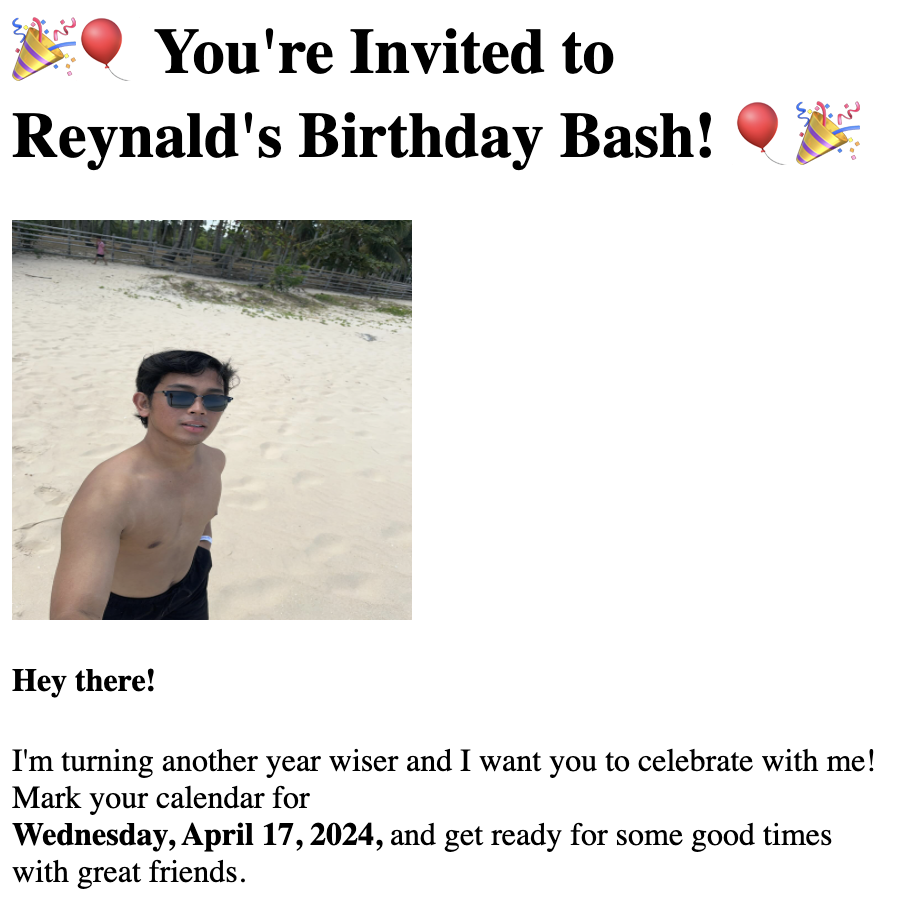 🎉🎈 You're Invited to
Reynald's Birthday Bash! 🎈🎉
Hey there!
I'm turning another year wiser and I want you to celebrate with me!
Mark your calendar for
Wednesday, April 17, 2024, and get ready for some good times
with great friends.